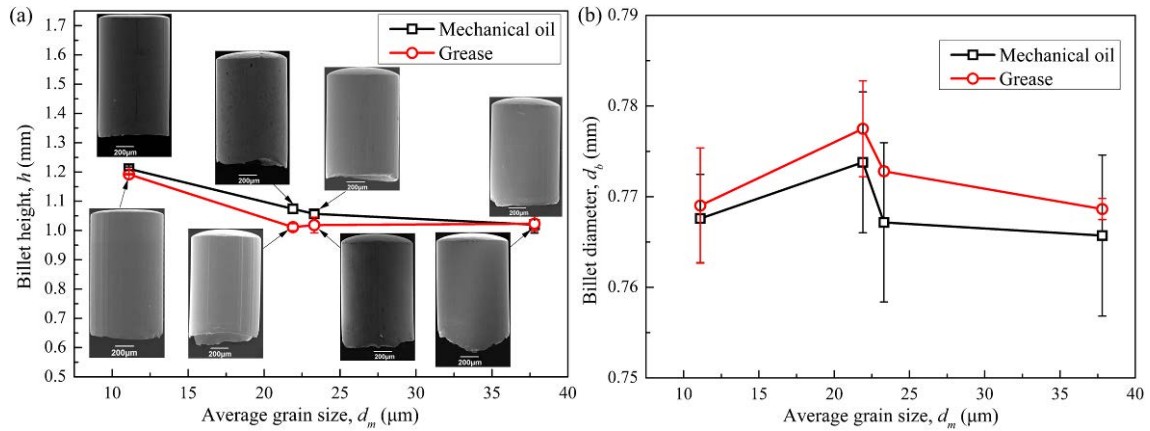 (a)
Mechanical oil
Grease
1.7
1.6
1.5
1.4
1.3
1.2
1.1
1.0
0.9
0.8
0.7
0.6
0.5
Billet height, h (mm)
200μm
200μm
200μm
200μm
200μm
200μm
200μm
200μm
10 15 20 25 30 35 40
Average grain size, dm (μm)
(b)
Mechanical oil
Grease
0.79
0.78
0.77
0.76
0.75
Billet diameter, db (mm)
10 15 20 25 30 35 40
Average grain size, dm (μm)